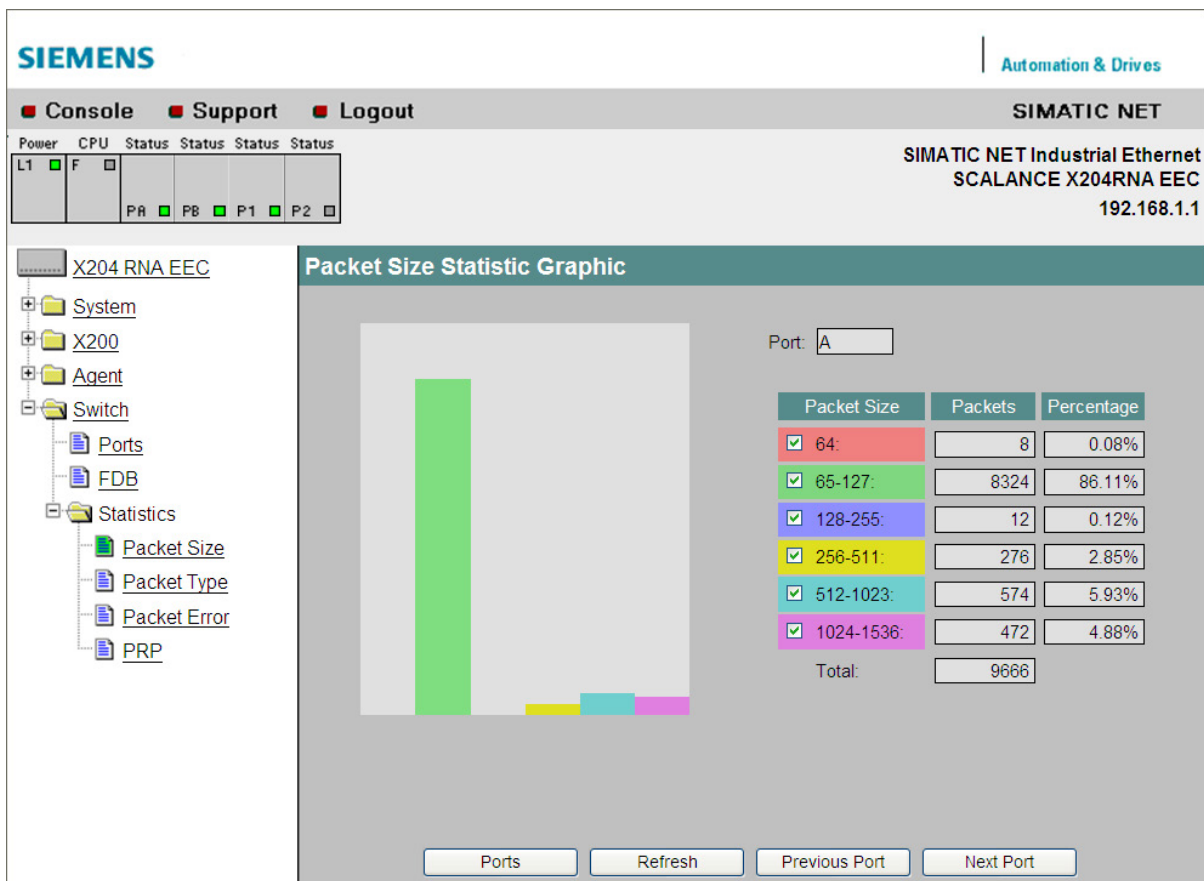 SIEMENS
Automation & Drives
Console Support Logout
SIMATIC NET
Power CPU Status Status Status Status
L1 F
PA PB P1 P2
SIMATIC NET Industrial Ethernet
SCALANCE X204RNA EEC
192.168.1.1
X204 RNA EEC
System
X200
Agent
Switch
Ports
FDB
Statistics
Packet Size
Packet Type
Packet Error
PRP
Packet Size Statistic Graphic
Port: A
Packet Size Packets Percentage
64: 8 0.08%
65-127: 8324 86.11%
128-255: 12 0.12%
256-511: 276 2.85%
512-1023: 574 5.93%
1024-1536: 472 4.88%
Total: 9666
Ports Refresh Previous Port Next Port